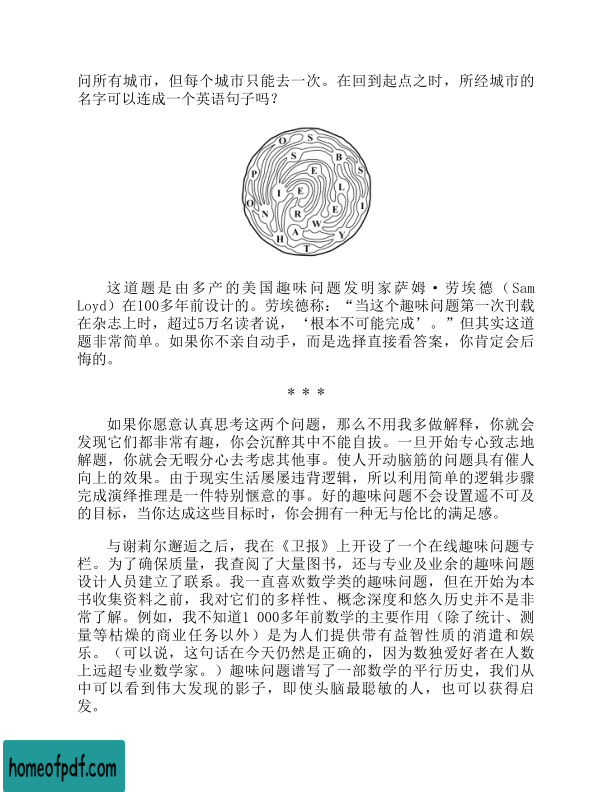 问所有城市，但每个城市只能去一次。在回到起点之时，所经城市的
名字可以连成一个英语句子吗？
O S
S B
P E S
I E L
O N R E I
A W
H Y
T
这道题是由多产的美国趣味问题发明家萨姆·劳埃德（Sam
Loyd）在100多年前设计的。劳埃德称：“当这个趣味问题第一次刊载
在杂志上时，超过5万名读者说，‘根本不可能完成’。”但其实这道
题非常简单。如果你不亲自动手，而是选择直接看答案，你肯定会后
悔的。
* * *
如果你愿意认真思考这两个问题，那么不用我多做解释，你就会
发现它们都非常有趣，你会沉醉其中不能自拔。一旦开始专心致志地
解题，你就会无暇分心去考虑其他事。使人开动脑筋的问题具有催人
向上的效果。由于现实生活屡屡违背逻辑，所以利用简单的逻辑步骤
完成演绎推理是一件特别惬意的事。好的趣味问题不会设置遥不可及
的目标，当你达成这些目标时，你会拥有一种无与伦比的满足感。
与谢莉尔邂逅之后，我在《卫报》上开设了一个在线趣味问题专
栏。为了确保质量，我查阅了大量图书，还与专业及业余的趣味问题
设计人员建立了联系。我一直喜欢数学类的趣味问题，但在开始为本
书收集资料之前，我对它们的多样性、概念深度和悠久历史并不是非
常了解。例如，我不知道1 000多年前数学的主要作用（除了统计、测
量等枯燥的商业任务以外）是为人们提供带有益智性质的消遣和娱
乐。（可以说，这句话在今天仍然是正确的，因为数独爱好者在人数
上远超专业数学家。）趣味问题谱写了一部数学的平行历史，我们从
中可以看到伟大发现的影子，即使头脑最聪敏的人，也可以获得启
发。
homeofpdf.com